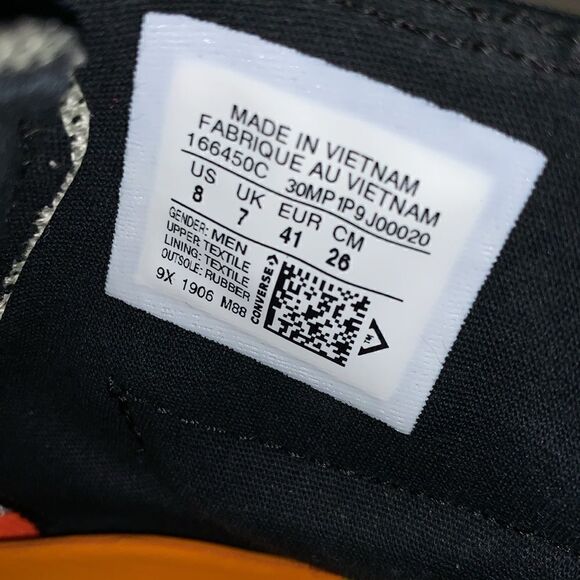 MADE IN VIETNAM
FABRIQUE AU VIETNAM
166450C 30MP1P9J00020
US UK EUR CM
8 7 41 26
GENDER: MEN
UPPER: TEXTILE
LINING: TEXTILE
OUTSOLE: RUBBER
9X 1906 M88
CONVERSE
TM